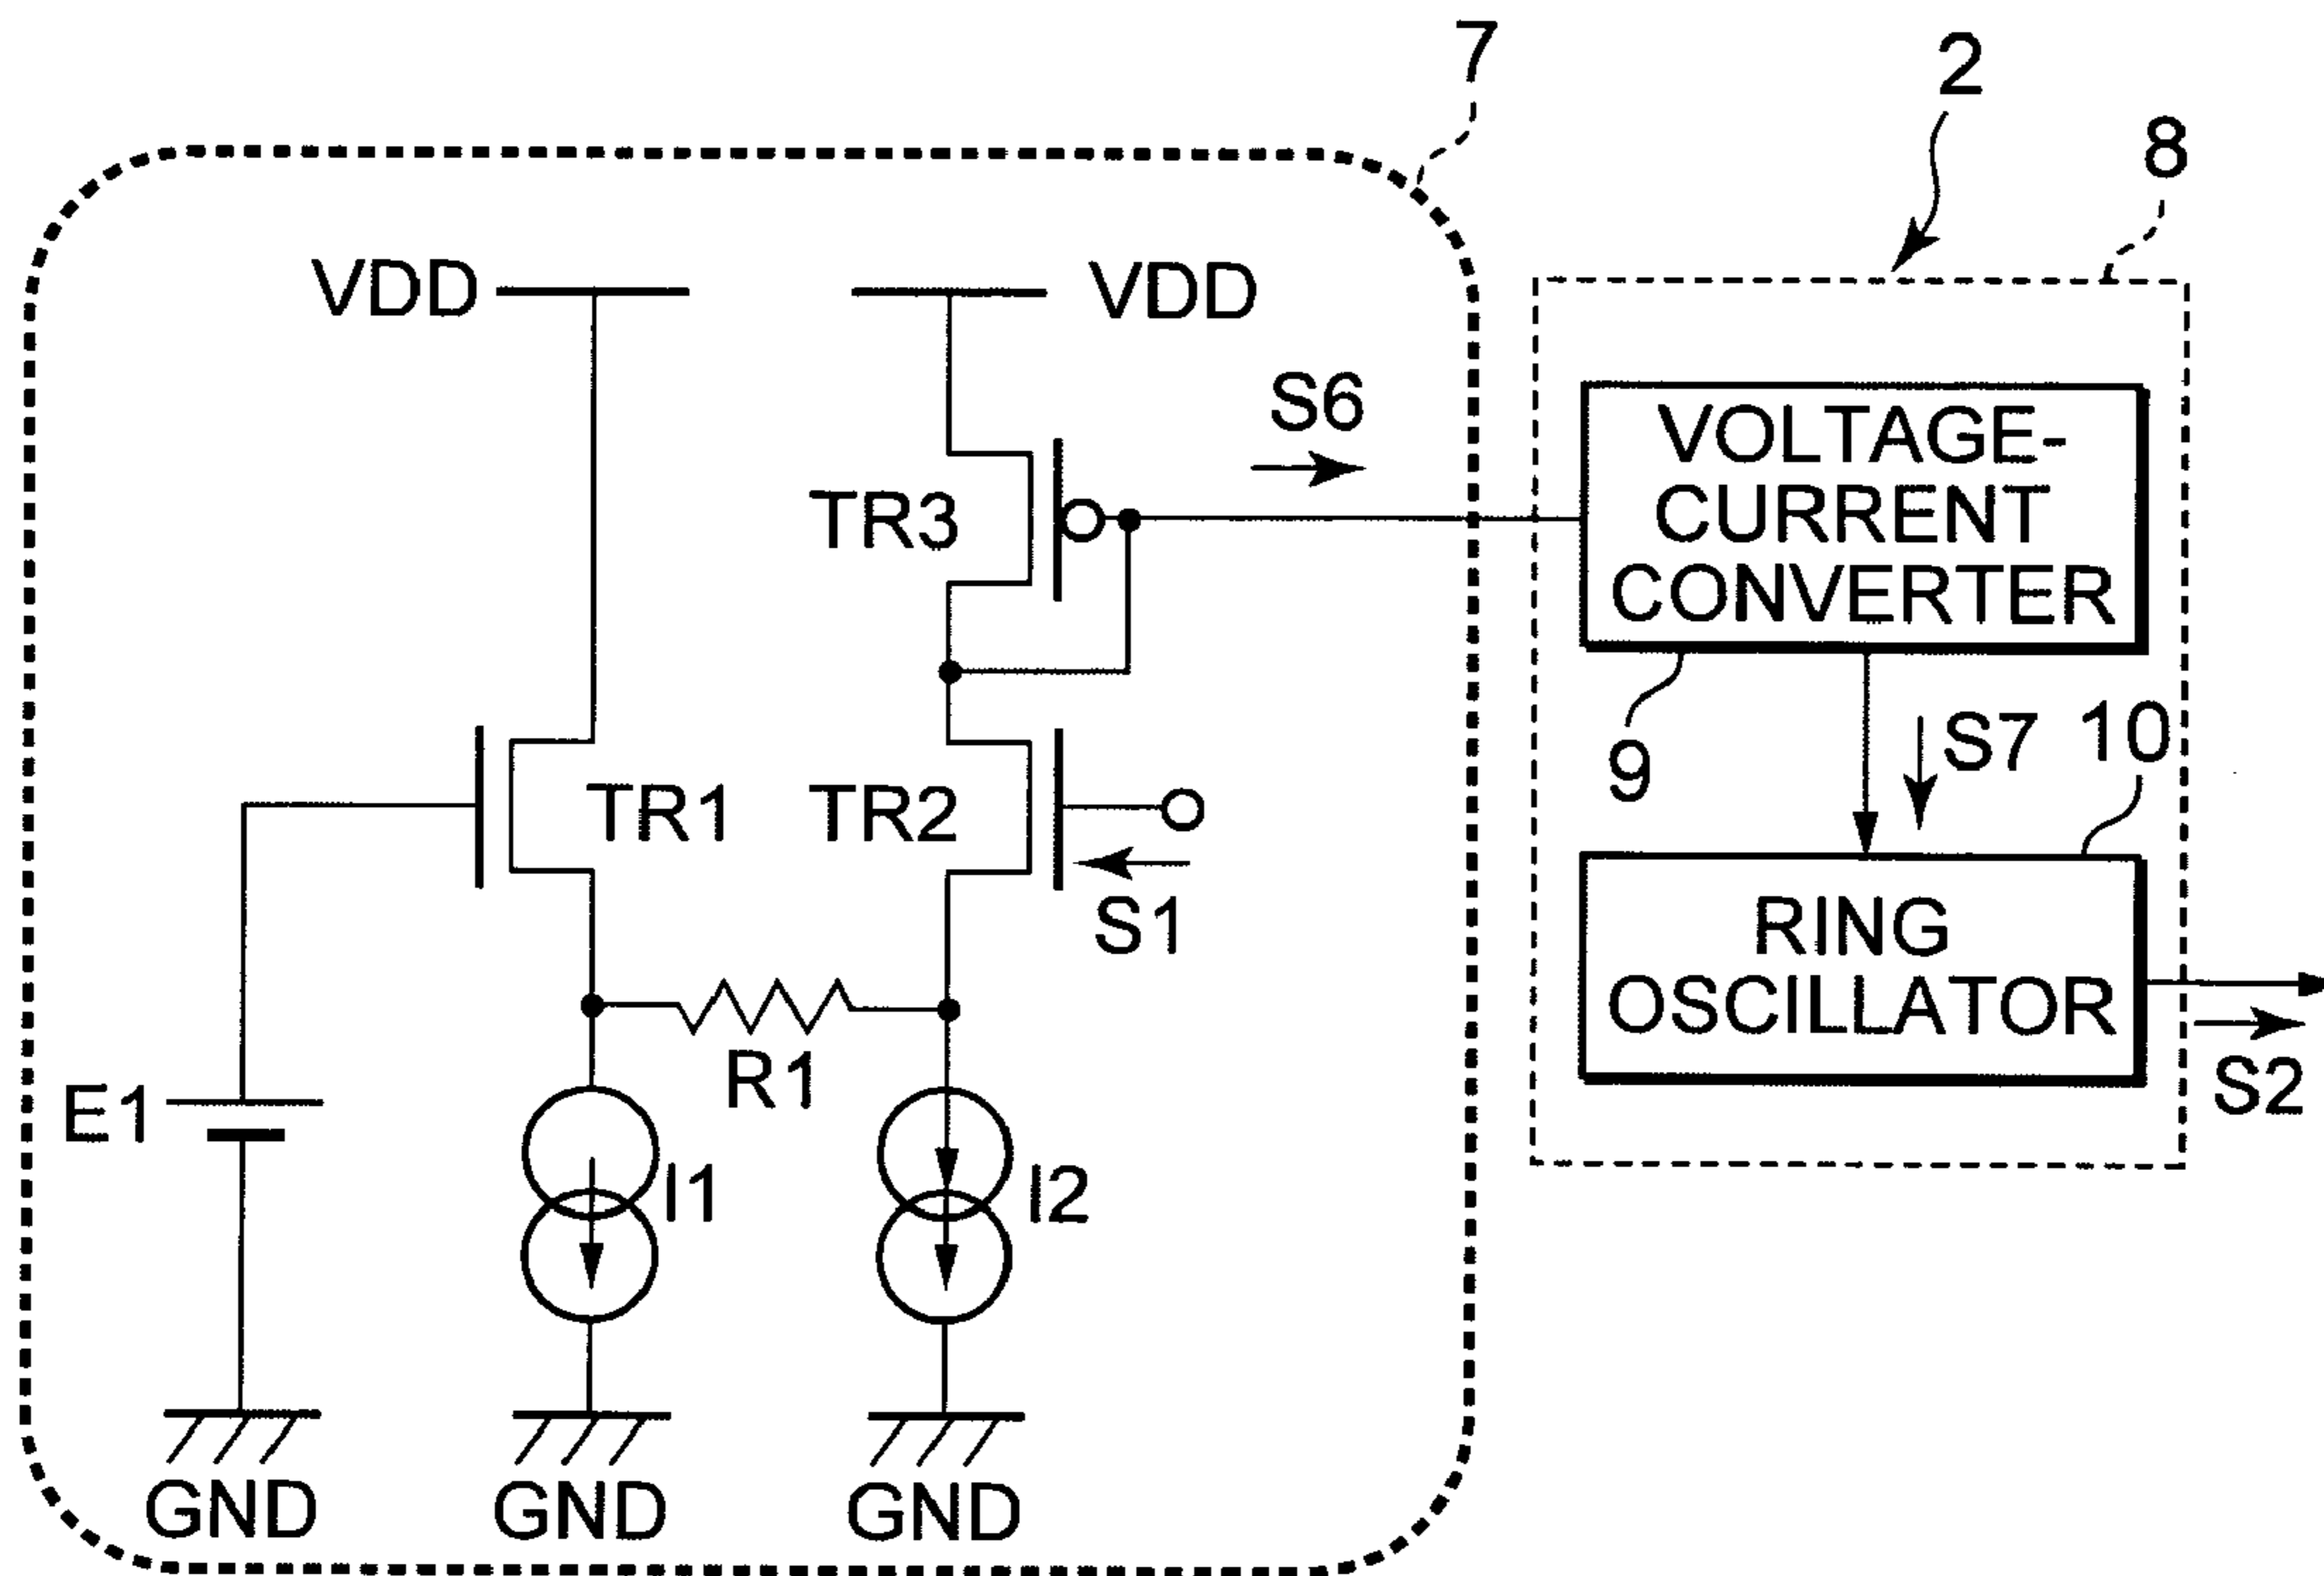 7
2
8
VDD
VDD
S6
VOLTAGE-
CURRENT
CONVERTER
TR3
9
S7
10
TR1
TR2
S1
RING
OSCILLATOR
R1
S2
E1
I1
I2
GND
GND
GND